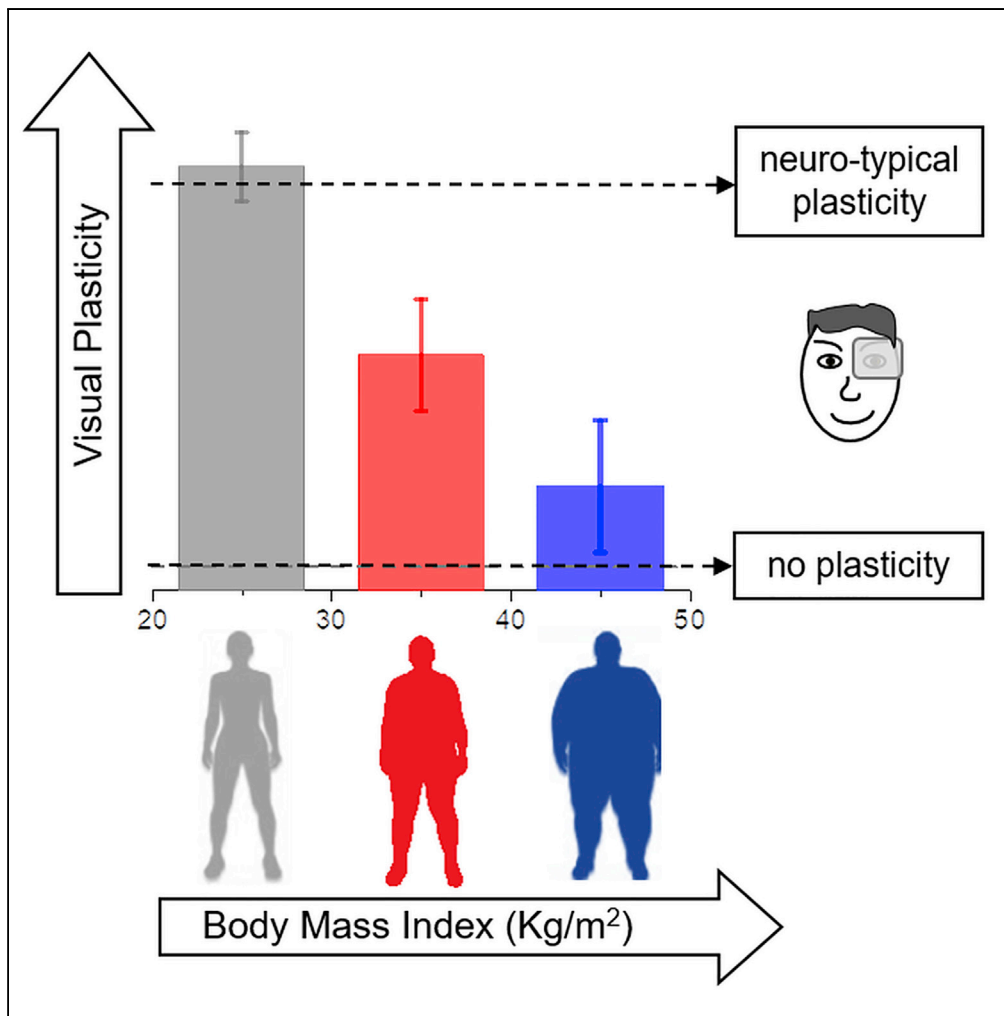 Visual Plasticity
neuro-typical
plasticity
no plasticity
20 30 40 50
Body Mass Index (Kg/m²)